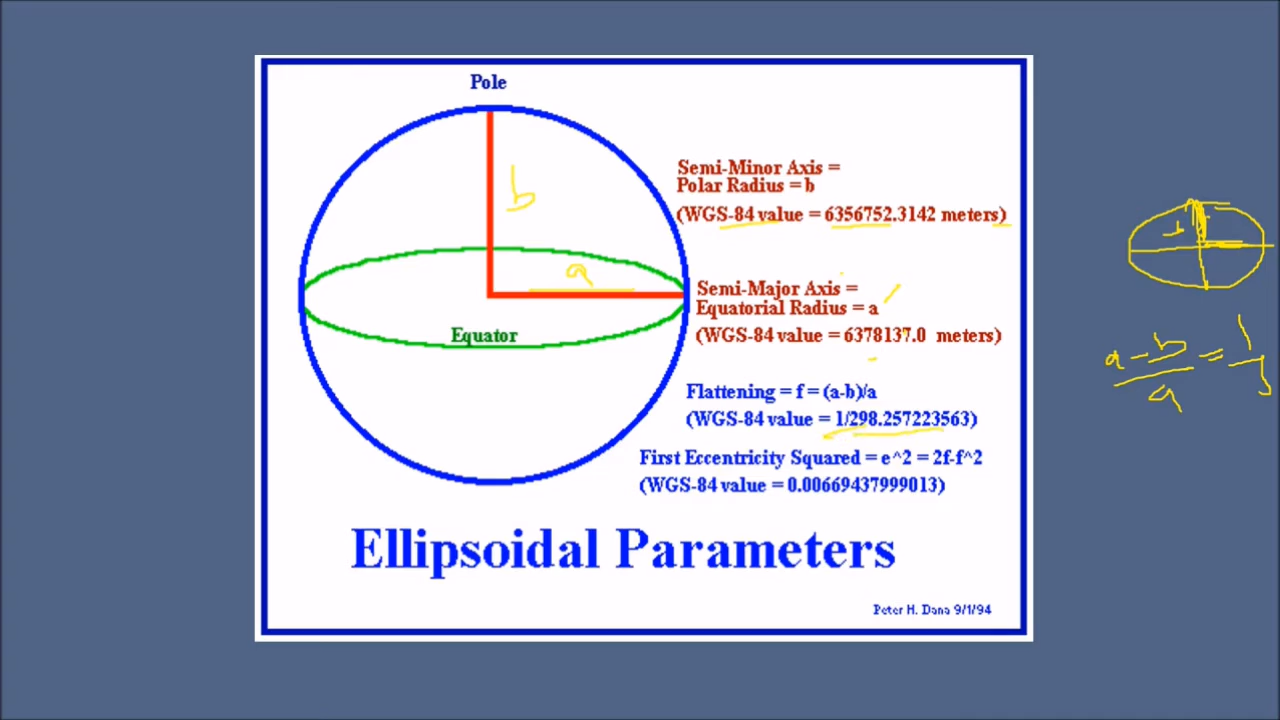 Pole
b
Semi-Minor Axis =
Polar Radius = b
(WGS-84 value = 6356752.3142 meters)
a
Semi-Major Axis =
Equatorial Radius = a
(WGS-84 value = 6378137.0 meters)
Equator
Flattening = f = (a-b)/a
(WGS-84 value = 1/298.257223563)
First Eccentricity Squared = e^2 = 2f-f^2
(WGS-84 value = 0.00669437999013)
Ellipsoidal Parameters
Peter H. Dana 9/1/94
a - b
a
= 1